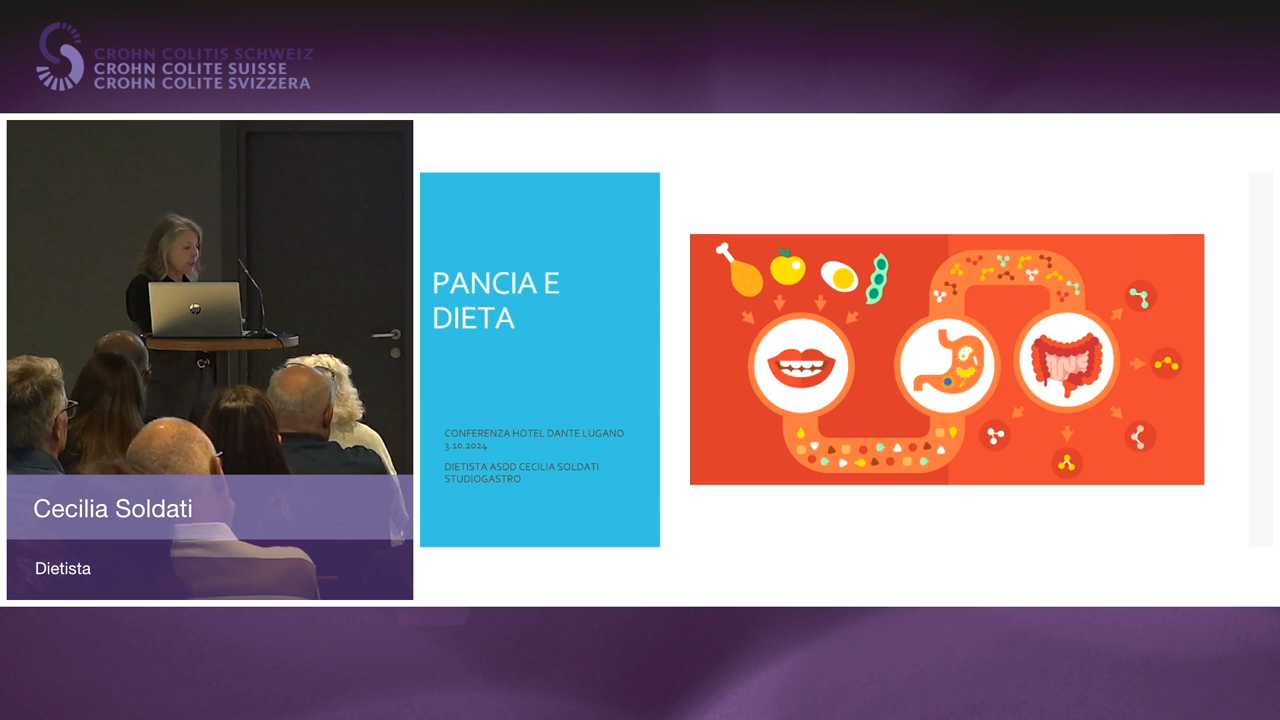 CROHN COLITIS SCHWEIZ
CROHN COLITE SUISSE
CROHN COLITE SVIZZERA
PANCIA E
DIETA
CONFERENZA HOTEL DANTE LUGANO
3.10.2024
DIETISTA ASDD CECILIA SOLDATI
STUDIOGASTRO
Cecilia Soldati
Dietista